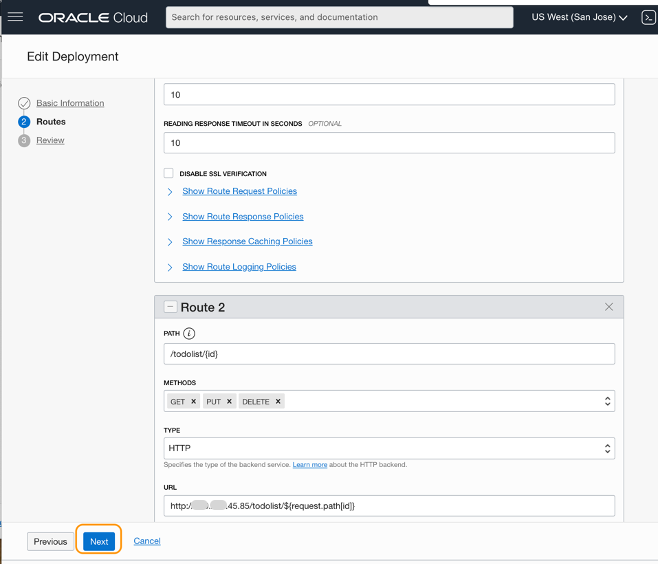 ORACLE Cloud
Search for resources, services, and documentation
US West (San Jose)
Edit Deployment
Basic Information
2 Routes
3 Review
10
READING RESPONSE TIMEOUT IN SECONDS OPTIONAL
10
DISABLE SSL VERIFICATION
Show Route Request Policies
Show Route Response Policies
Show Response Caching Policies
Show Route Logging Policies
Route 2
PATH i
/todolist/{id}
METHODS
GET × PUT × DELETE ×
TYPE
HTTP
Specifies the type of the backend service. Learn more about the HTTP backend.
URL
http:/ .45.85/todolist/${request.path[id]}
Previous Next Cancel